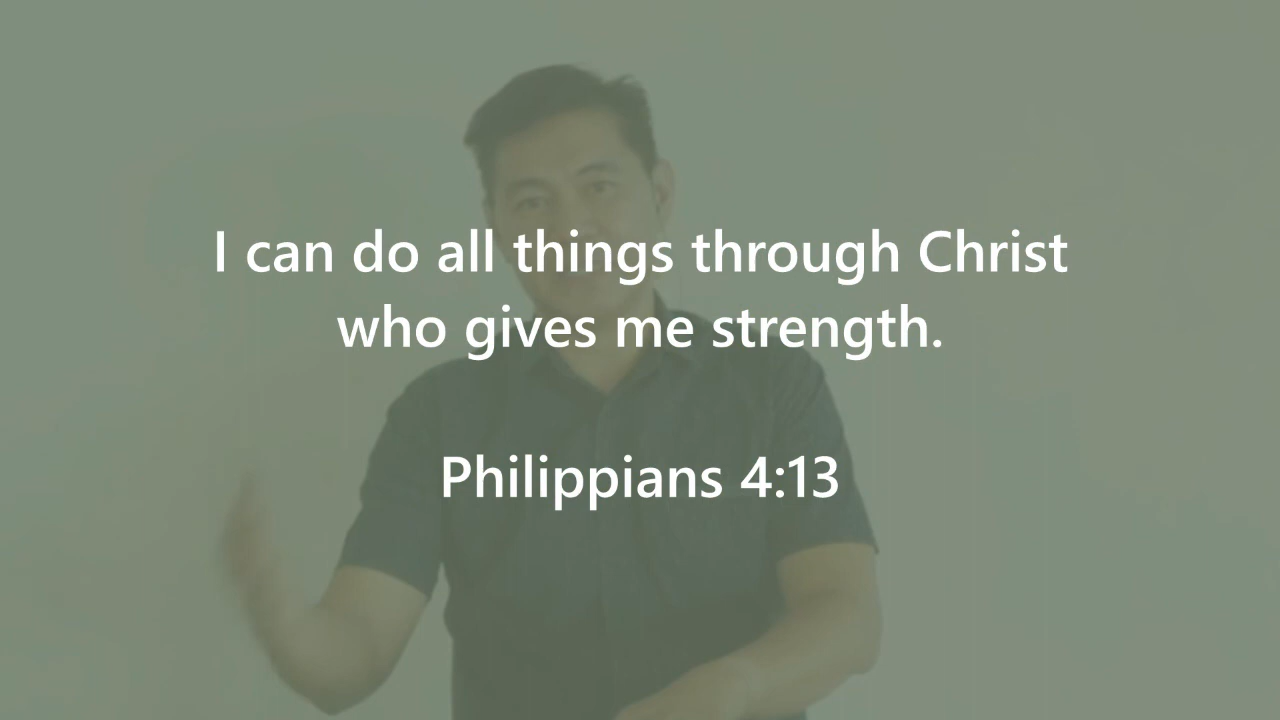 I can do all things through Christ
who gives me strength.
Philippians 4:13